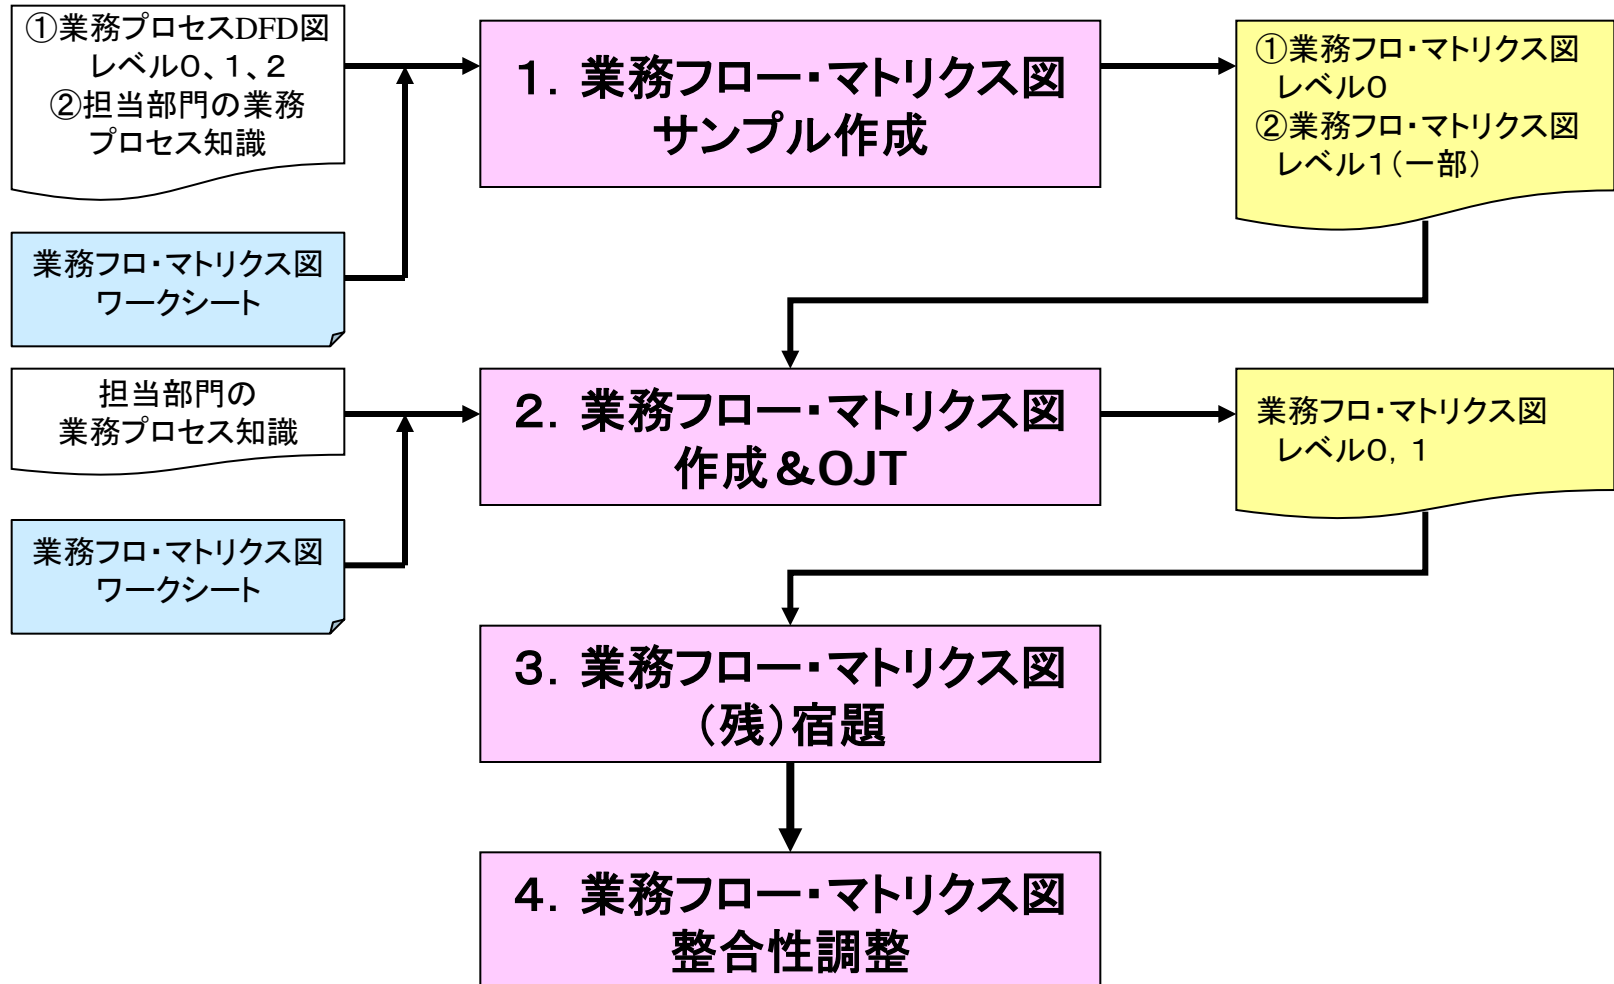 ①業務プロセスDFD図
レベル0、1、2
②担当部門の業務
プロセス知識
業務フロ・マトリクス図
ワークシート
1. 業務フロー・マトリクス図
サンプル作成
①業務フロ・マトリクス図
レベル0
②業務フロ・マトリクス図
レベル1(一部)
担当部門の
業務プロセス知識
業務フロ・マトリクス図
ワークシート
2. 業務フロー・マトリクス図
作成&OJT
業務フロ・マトリクス図
レベル0, 1
3. 業務フロー・マトリクス図
(残)宿題
4. 業務フロー・マトリクス図
整合性調整